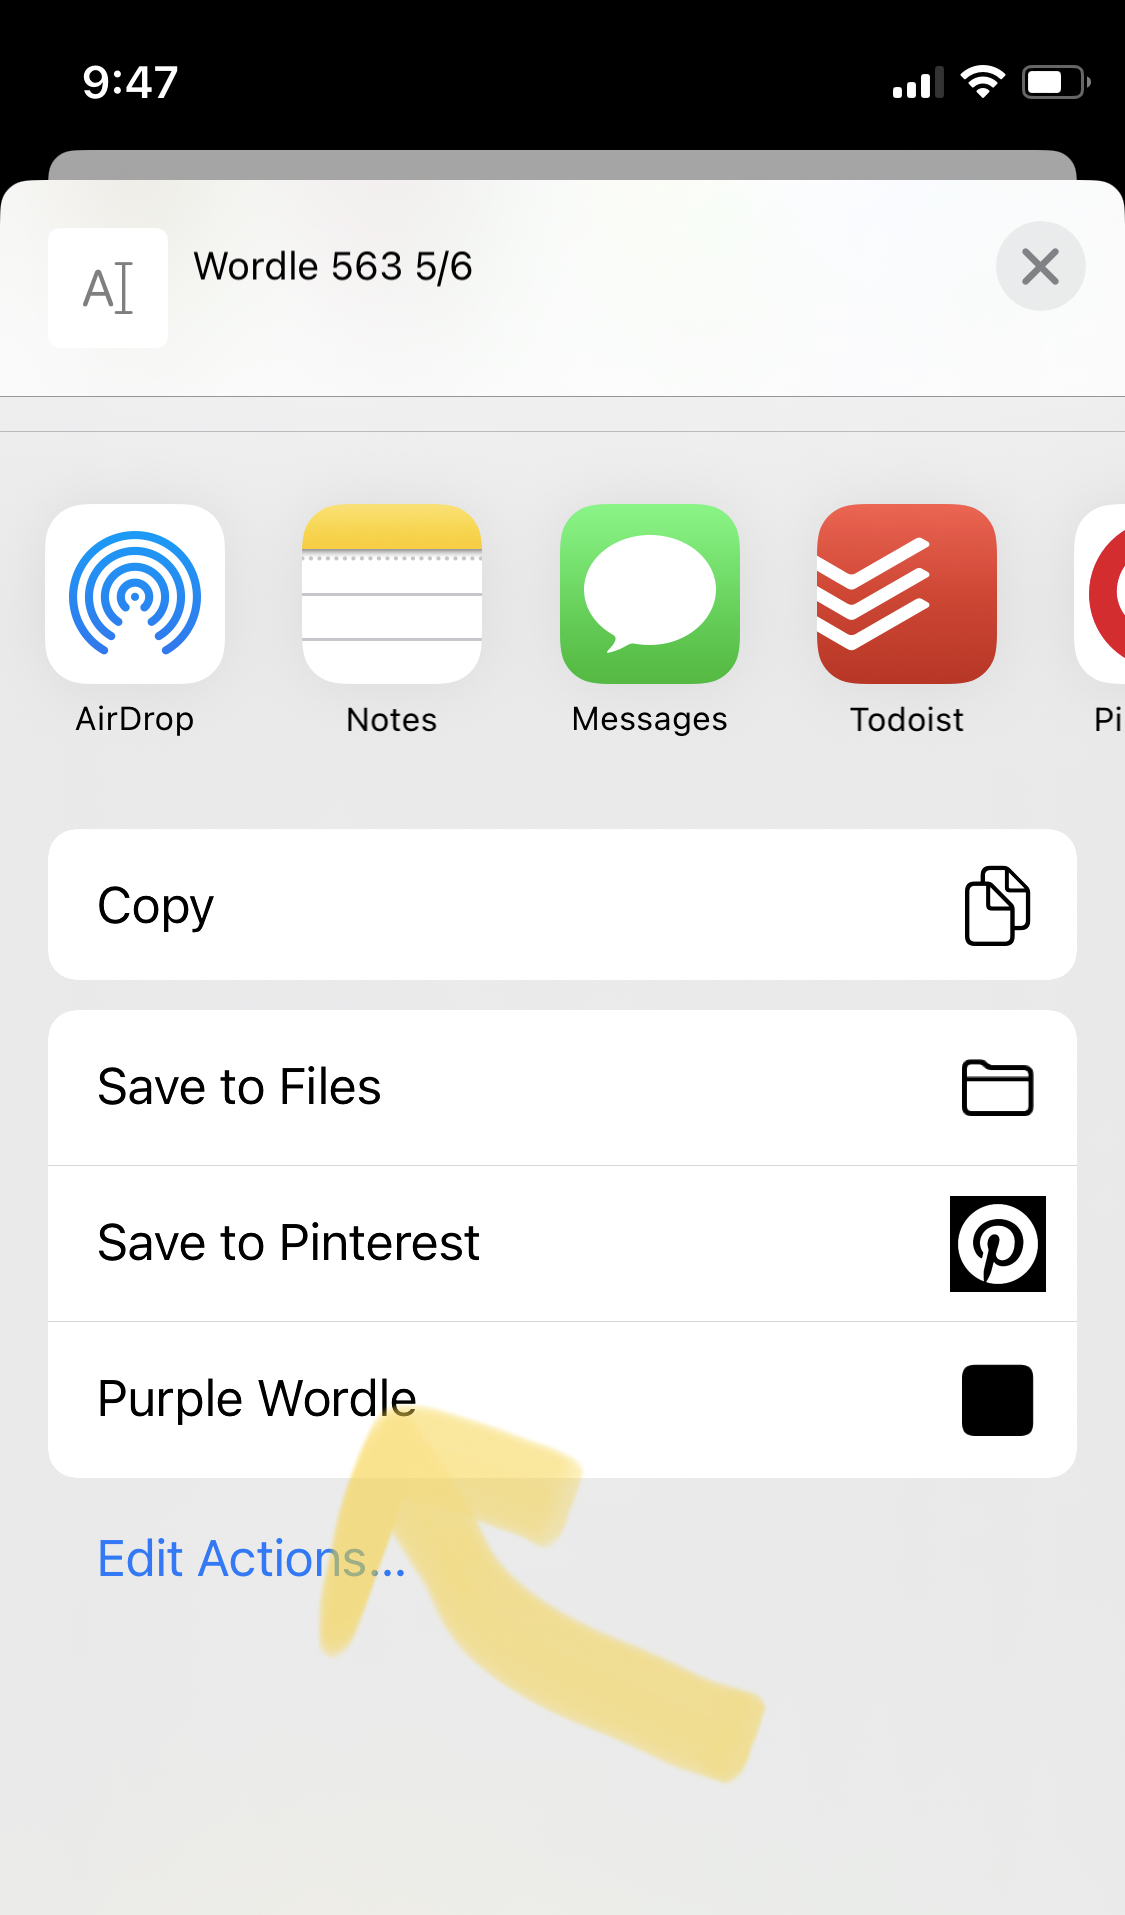 9:47
AI
Wordle 563 5/6
AirDrop
Notes
Messages
Todoist
Pi
Copy
Save to Files
Save to Pinterest
Purple Wordle
Edit Actions...